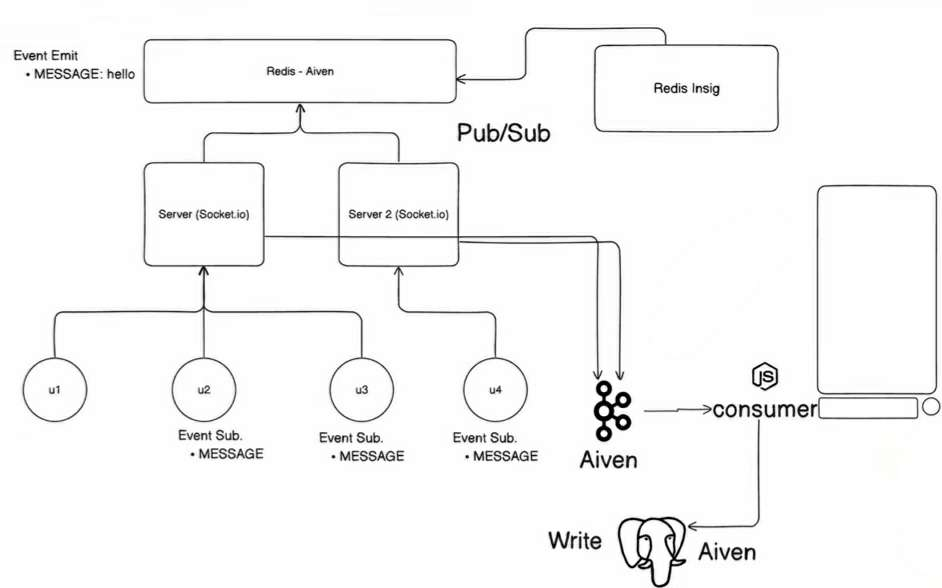 Event Emit
• MESSAGE: hello
Redis - Aiven
Redis Insig
Pub/Sub
Server (Socket.io)
Server 2 (Socket.io)
u1
u2
u3
u4
Event Sub.
• MESSAGE
Event Sub.
• MESSAGE
Event Sub.
• MESSAGE
JS
consumer
Aiven
Write
Aiven